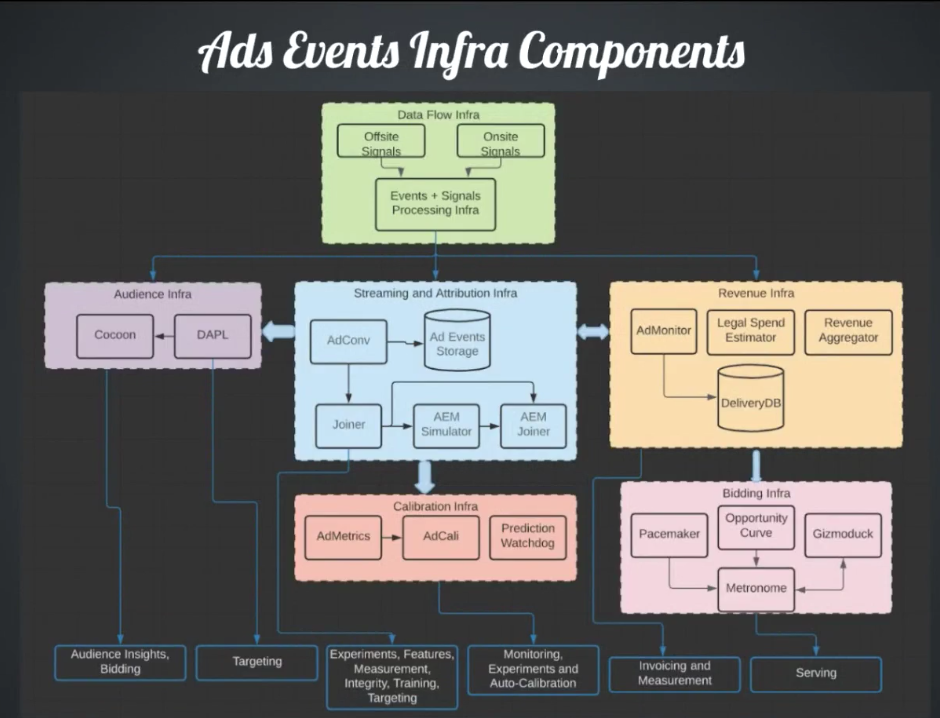 Ads Events Infra Components
Data Flow Infra
Offsite
Signals
Onsite
Signals
Events + Signals
Processing Infra
Audience Infra
Cocoon
DAPL
Streaming and Attribution Infra
AdConv
Ad Events
Storage
Joiner
AEM
Simulator
AEM
Joiner
Revenue Infra
AdMonitor
Legal Spend
Estimator
Revenue
Aggregator
DeliveryDB
Calibration Infra
AdMetrics
AdCali
Prediction
Watchdog
Bidding Infra
Pacemaker
Opportunity
Curve
Gizmoduck
Metronome
Audience Insights,
Bidding
Targeting
Experiments, Features,
Measurement,
Integrity, Training,
Targeting
Monitoring,
Experiments and
Auto-Calibration
Invoicing and
Measurement
Serving